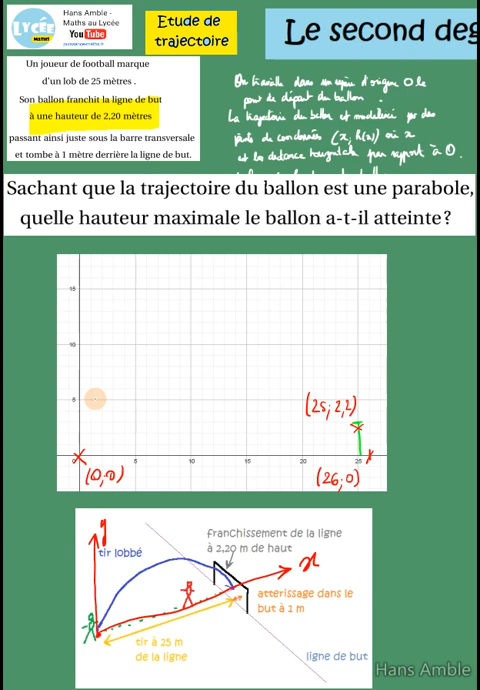 Hans Amble -
Maths au Lycée
LYCÉE
MATHS
YouTube
Etude de
trajectoire
Le second deg
Un joueur de football marque
d'un lob de 25 mètres .
Son ballon franchit la ligne de but
à une hauteur de 2,20 mètres
passant ainsi juste sous la barre transversale
et tombe à 1 mètre derrière la ligne de but.
On travaille dans un repère d'origine O le
point de départ du ballon.
La trajectoire du ballon est modélisée par des
points de coordonnées (x; h(x)) où x
est la distance horizontale par rapport à O.
Sachant que la trajectoire du ballon est une parabole,
quelle hauteur maximale le ballon a-t-il atteinte?
15
10
5
0 5 10 15 20 25
(25; 2,2)
(0,0)
(26; 0)
y
tir lobbé
franchissement de la ligne
à 2,20 m de haut
x
atterissage dans le
but à 1 m
tir à 25 m
de la ligne
ligne de but
Hans Amble